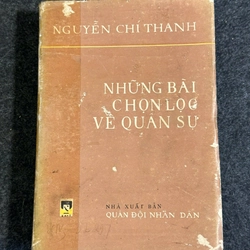 NGUYỄN CHÍ THANH
NHỮNG BÀI
CHỌN LỌC
VỀ QUÂN SỰ
NHÀ XUẤT BẢN
QUÂN ĐỘI NHÂN DÂN